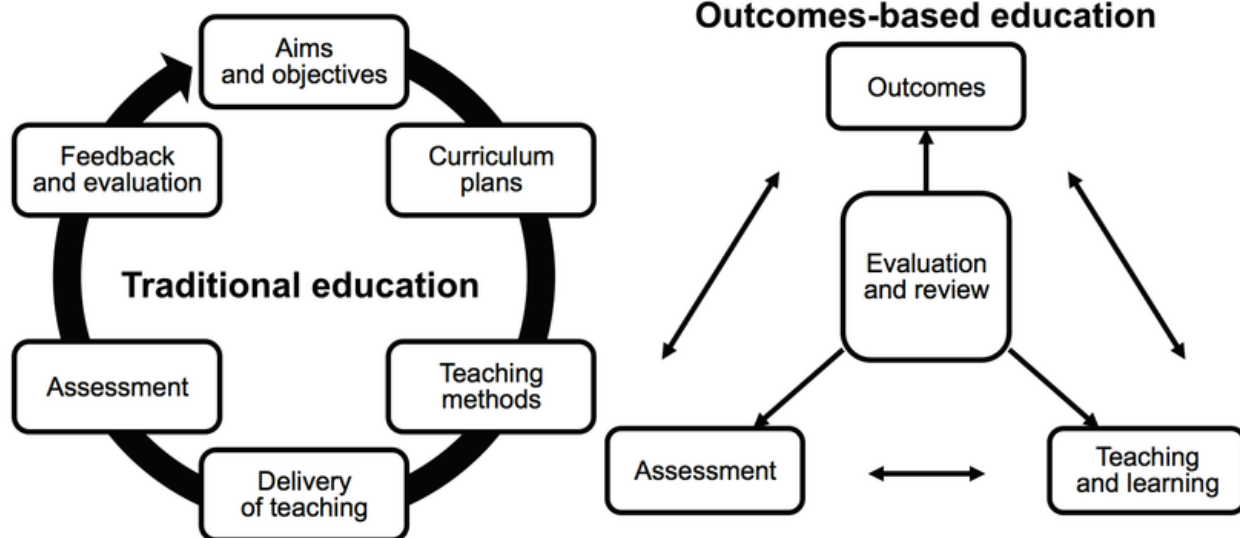 Aims
and objectives
Curriculum
plans
Teaching
methods
Delivery
of teaching
Assessment
Feedback
and evaluation
Traditional education
Outcomes-based education
Outcomes
Evaluation
and review
Assessment
Teaching
and learning